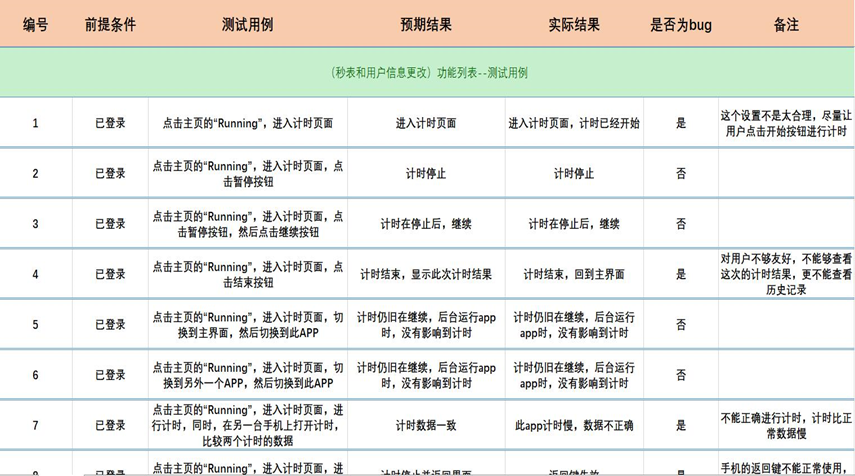 编号 前提条件 测试用例 预期结果 实际结果 是否为bug 备注
（秒表和用户信息更改）功能列表--测试用例
1 已登录 点击主页的“Running”，进入计时页面 进入计时页面 进入计时页面，计时已经开始 是 这个设置不是太合理，尽量让
用户点击开始按钮进行计时
2 已登录 点击主页的“Running”，进入计时页面，点
击暂停按钮 计时停止 计时停止 否
3 已登录 点击主页的“Running”，进入计时页面，点
击暂停按钮，然后点击继续按钮 计时在停止后，继续 计时在停止后，继续 否
4 已登录 点击主页的“Running”，进入计时页面，点
击结束按钮 计时结束，显示此次计时结果 计时结束，回到主界面 是 对用户不够友好，不能够查看
这次的计时结果，更不能查看
历史记录
5 已登录 点击主页的“Running”，进入计时页面，切
换到主界面，然后切换到此APP 计时仍旧在继续，后台运行app
时，没有影响到计时 计时仍旧在继续，后台运行
app时，没有影响到计时 否
6 已登录 点击主页的“Running”，进入计时页面，切
换到另外一个APP，然后切换到此APP 计时仍旧在继续，后台运行app
时，没有影响到计时 计时仍旧在继续，后台运行
app时，没有影响到计时 否
7 已登录 点击主页的“Running”，进入计时页面，进
行计时，同时，在另一台手机上打开计时，
比较两个计时的数据 计时数据一致 此app计时慢，数据不正确 是 不能正确进行计时，计时比正
常数据慢
点击主页的“Running”，进入计时页面，进 手机的返回键不能正常使用，